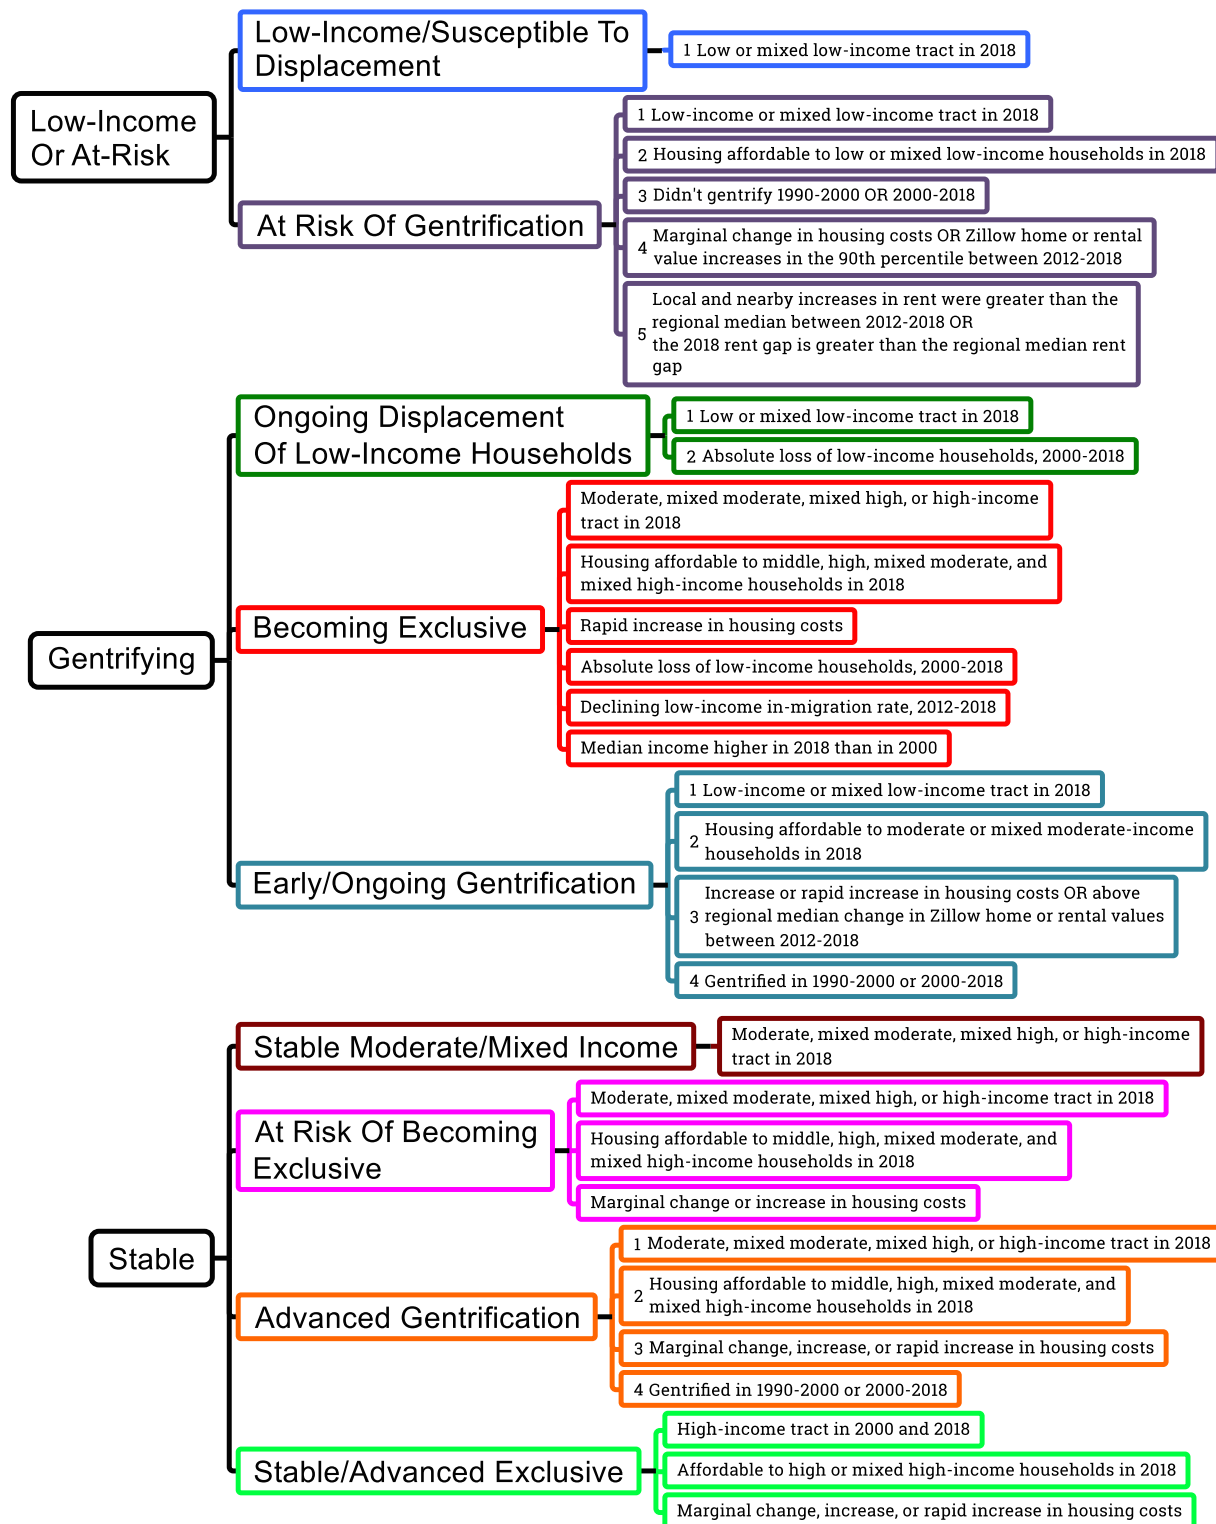 Low-Income
Or At-Risk
Low-Income/Susceptible To
Displacement
1 Low or mixed low-income tract in 2018
At Risk Of Gentrification
1 Low-income or mixed low-income tract in 2018
2 Housing affordable to low or mixed low-income households in 2018
3 Didn't gentrify 1990-2000 OR 2000-2018
4 Marginal change in housing costs OR Zillow home or rental
value increases in the 90th percentile between 2012-2018
5 Local and nearby increases in rent were greater than the
regional median between 2012-2018 OR
the 2018 rent gap is greater than the regional median rent
gap
Gentrifying
Ongoing Displacement
Of Low-Income Households
1 Low or mixed low-income tract in 2018
2 Absolute loss of low-income households, 2000-2018
Becoming Exclusive
Moderate, mixed moderate, mixed high, or high-income
tract in 2018
Housing affordable to middle, high, mixed moderate, and
mixed high-income households in 2018
Rapid increase in housing costs
Absolute loss of low-income households, 2000-2018
Declining low-income in-migration rate, 2012-2018
Median income higher in 2018 than in 2000
Early/Ongoing Gentrification
1 Low-income or mixed low-income tract in 2018
2 Housing affordable to moderate or mixed moderate-income
households in 2018
3 Increase or rapid increase in housing costs OR above
regional median change in Zillow home or rental values
between 2012-2018
4 Gentrified in 1990-2000 or 2000-2018
Stable
Stable Moderate/Mixed Income
Moderate, mixed moderate, mixed high, or high-income
tract in 2018
At Risk Of Becoming
Exclusive
Moderate, mixed moderate, mixed high, or high-income tract in 2018
Housing affordable to middle, high, mixed moderate, and
mixed high-income households in 2018
Marginal change or increase in housing costs
Advanced Gentrification
1 Moderate, mixed moderate, mixed high, or high-income tract in 2018
2 Housing affordable to middle, high, mixed moderate, and
mixed high-income households in 2018
3 Marginal change, increase, or rapid increase in housing costs
4 Gentrified in 1990-2000 or 2000-2018
Stable/Advanced Exclusive
High-income tract in 2000 and 2018
Affordable to high or mixed high-income households in 2018
Marginal change, increase, or rapid increase in housing costs